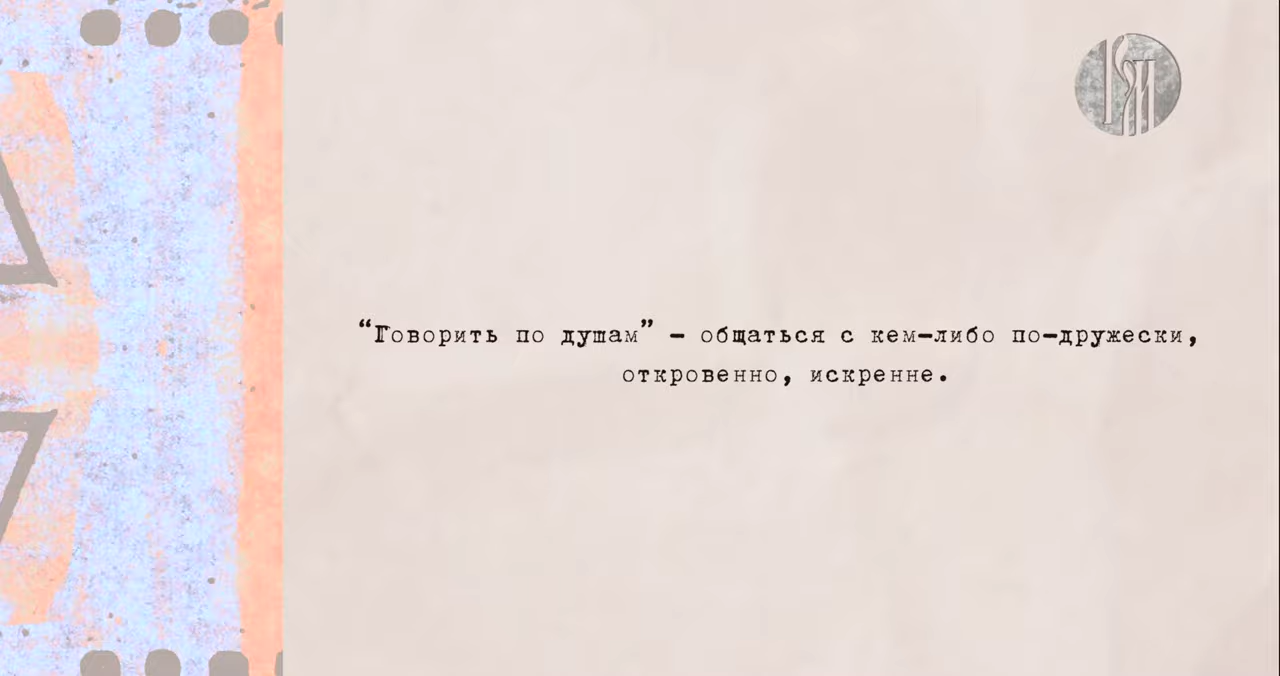 “Говорить по душам” – общаться с кем-либо по-дружески,
откровенно, искренне.